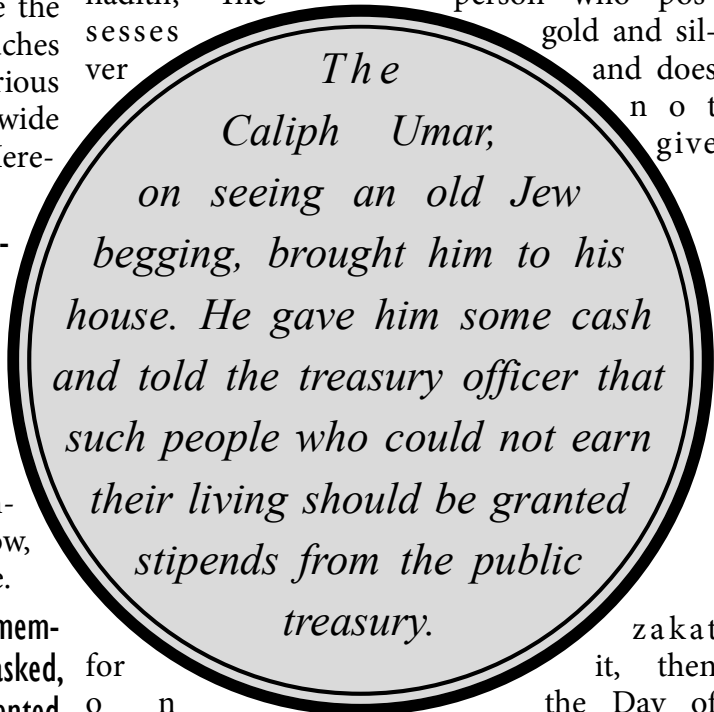 the
uches
rious
wide
ere-
ow,
e.
mem-
asked,
hadith, The person who pos-
sesses gold and sil-
ver and does
n o t
give
The
Caliph Umar,
on seeing an old Jew
begging, brought him to his
house. He gave him some cash
and told the treasury officer that
such people who could not earn
their living should be granted
stipends from the public
treasury.
zakat
for it, then
o n the Day of